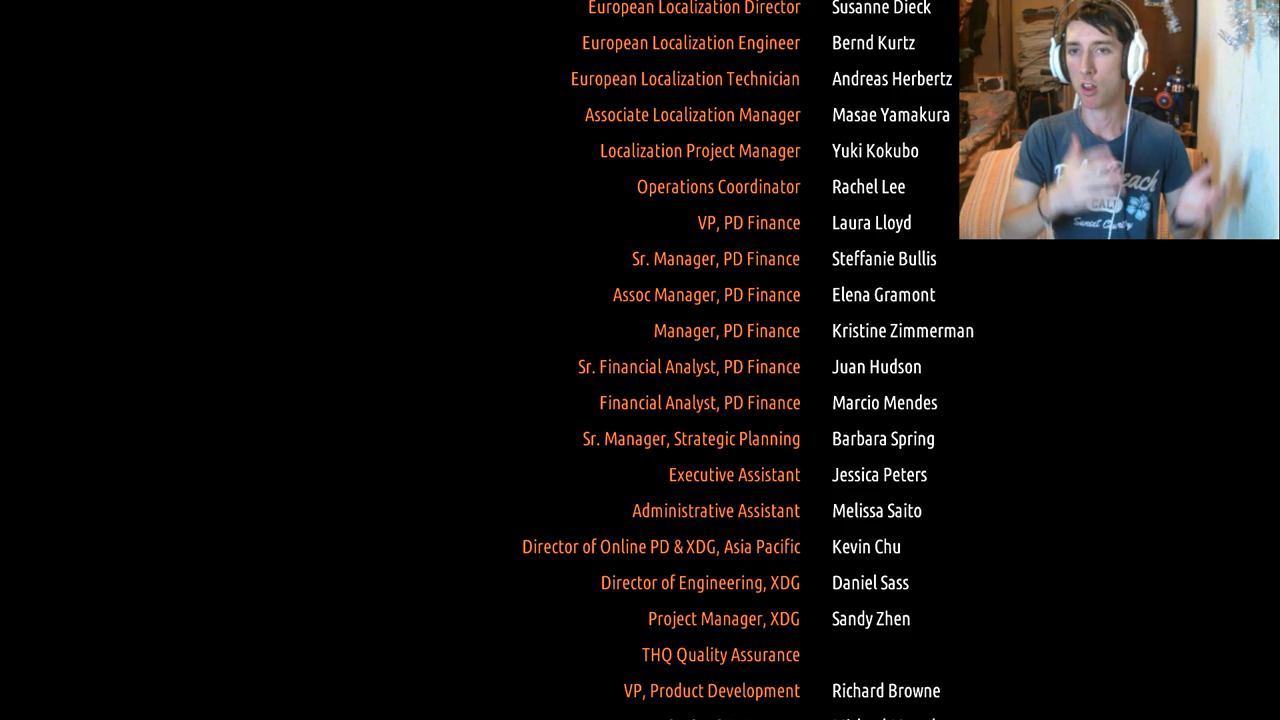 European Localization Director Susanne Dieck
European Localization Engineer Bernd Kurtz
European Localization Technician Andreas Herbertz
Associate Localization Manager Masae Yamakura
Localization Project Manager Yuki Kokubo
Operations Coordinator Rachel Lee
VP, PD Finance Laura Lloyd
Sr. Manager, PD Finance Steffanie Bullis
Assoc Manager, PD Finance Elena Gramont
Manager, PD Finance Kristine Zimmerman
Sr. Financial Analyst, PD Finance Juan Hudson
Financial Analyst, PD Finance Marcio Mendes
Sr. Manager, Strategic Planning Barbara Spring
Executive Assistant Jessica Peters
Administrative Assistant Melissa Saito
Director of Online PD & XDG, Asia Pacific Kevin Chu
Director of Engineering, XDG Daniel Sass
Project Manager, XDG Sandy Zhen
THQ Quality Assurance
VP, Product Development Richard Browne